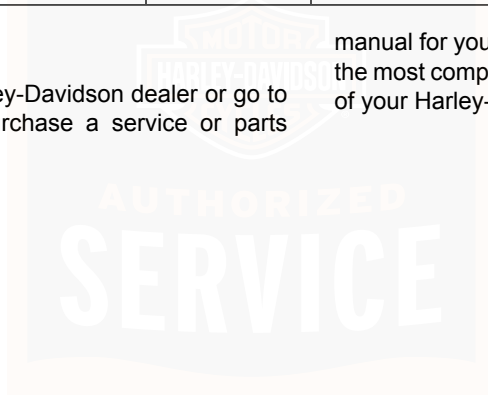 ey-Davidson dealer or go to
rchase a service or parts
manual for you
the most comp
of your Harley-
MOTOR
HARLEY-DAVIDSON
AUTHORIZED
SERVICE